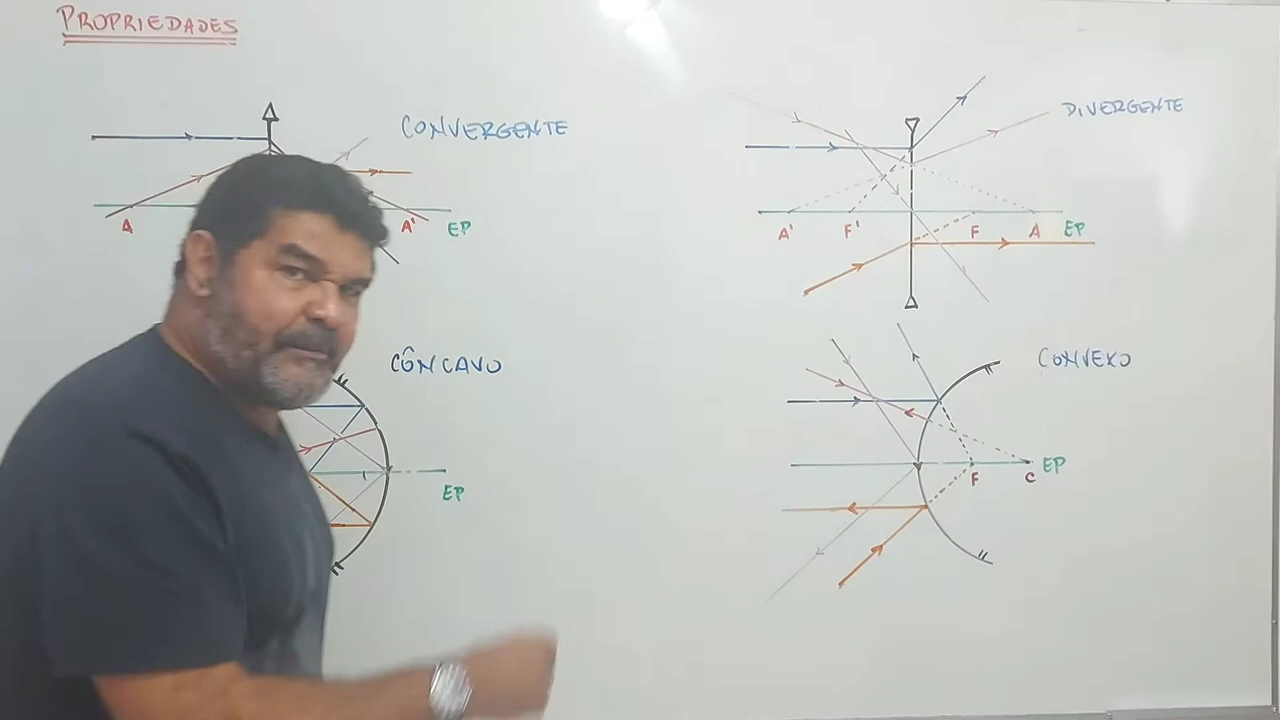 PROPRIEDADES
CONVERGENTE
A A' EP
DIVERGENTE
A' F' F A EP
CÔNCAVO
EP
CONVEXO
F C EP